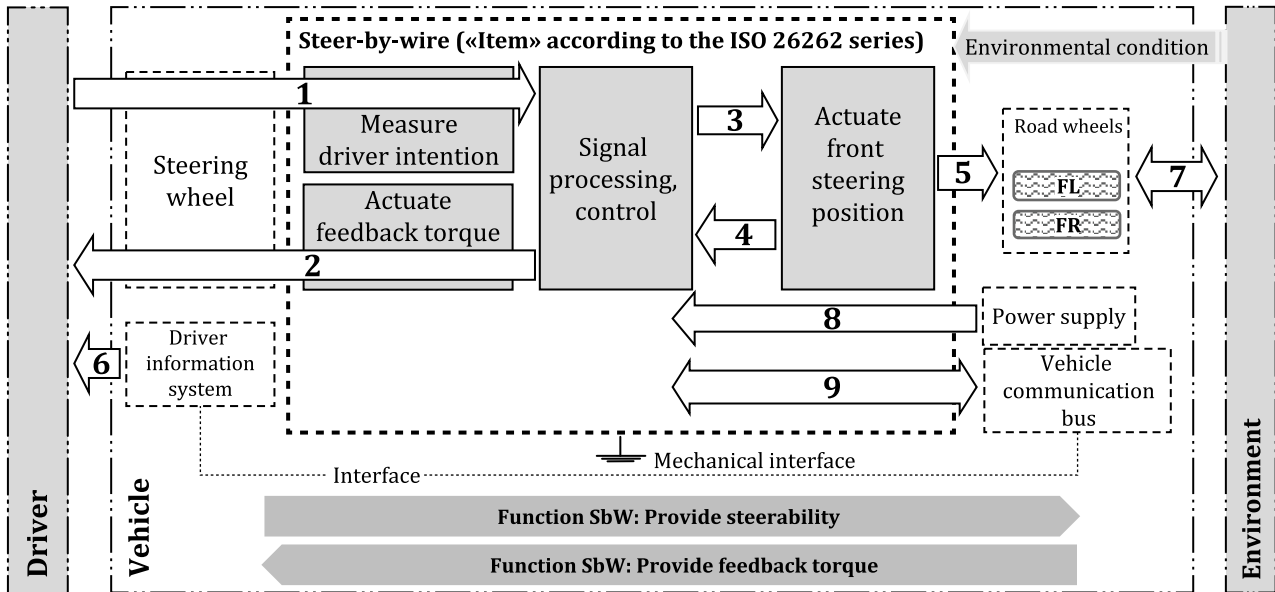 Steer-by-wire («Item» according to the ISO 26262 series)
Environmental condition
1
Measure
driver intention
Steering
wheel
Actuate
feedback torque
2
Signal
processing,
control
3
4
Actuate
front
steering
position
5
Road wheels
FL
FR
7
8
Power supply
6
Driver
information
system
9
Vehicle
communication
bus
Mechanical interface
Interface
Function SbW: Provide steerability
Function SbW: Provide feedback torque
Driver
Vehicle
Environment